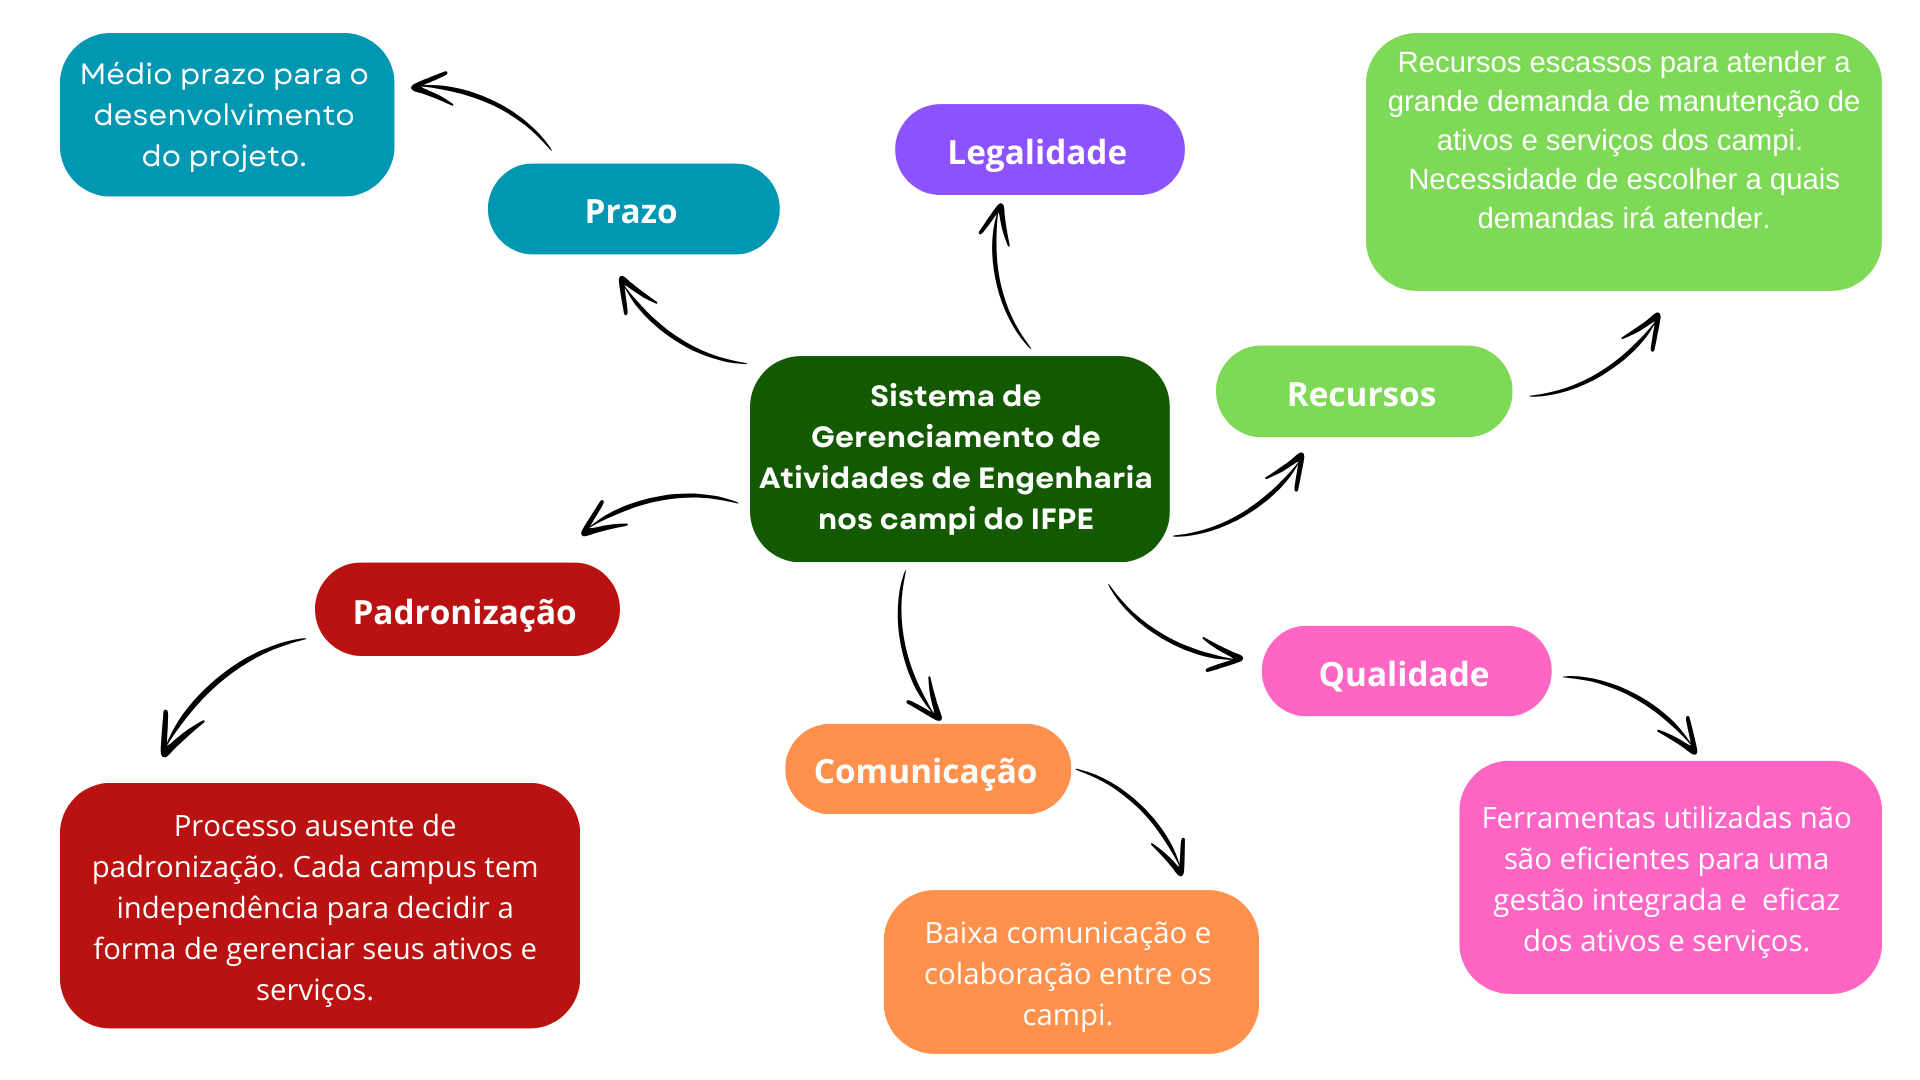 Médio prazo para o
desenvolvimento
do projeto.
Prazo
Legalidade
Recursos escassos para atender a
grande demanda de manutenção de
ativos e serviços dos campi.
Necessidade de escolher a quais
demandas irá atender.
Recursos
Sistema de
Gerenciamento de
Atividades de Engenharia
nos campi do IFPE
Padronização
Processo ausente de
padronização. Cada campus tem
independência para decidir a
forma de gerenciar seus ativos e
serviços.
Comunicação
Baixa comunicação e
colaboração entre os
campi.
Qualidade
Ferramentas utilizadas não
são eficientes para uma
gestão integrada e  eficaz
dos ativos e serviços.